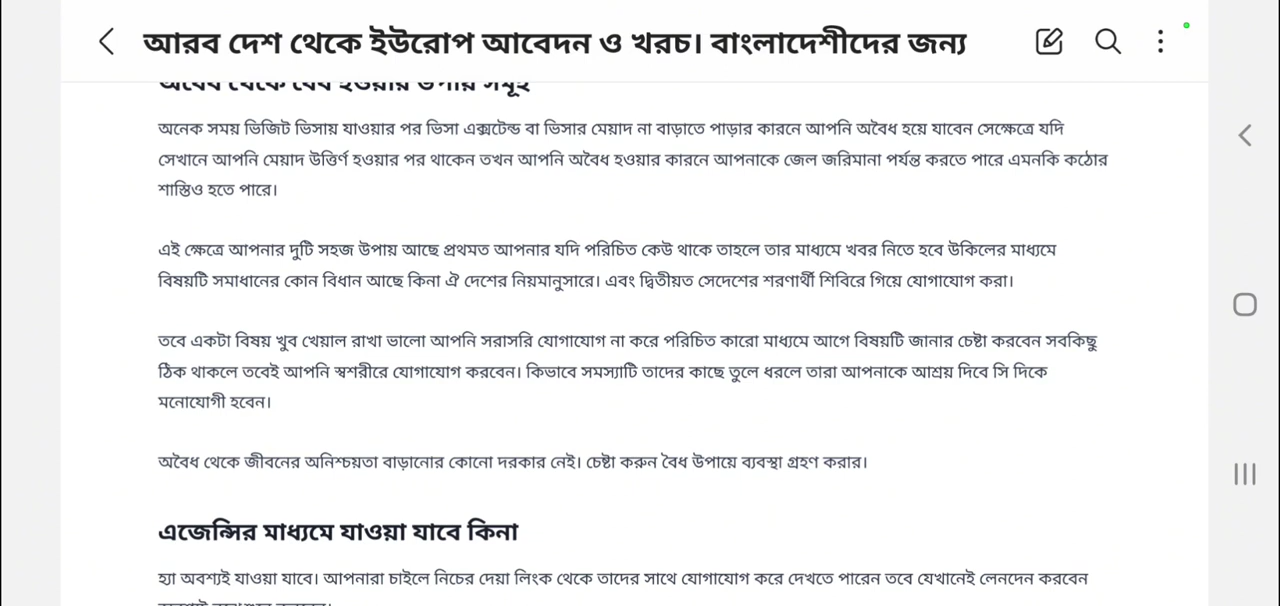 আরব দেশ থেকে ইউরোপ আবেদন ও খরচ। বাংলাদেশীদের জন্য
অবৈধ থেকে বৈধ হওয়ার উপায় সমূহ
অনেক সময় ভিজিট ভিসায় যাওয়ার পর ভিসা এক্সটেন্ড বা ভিসার মেয়াদ না বাড়াতে পাড়ার কারনে আপনি অবৈধ হয়ে যাবেন সেক্ষেত্রে যদি
সেখানে আপনি মেয়াদ উত্তির্ণ হওয়ার পর থাকেন তখন আপনি অবৈধ হওয়ার কারনে আপনাকে জেল জরিমানা পর্যন্ত করতে পারে এমনকি কঠোর
শাস্তিও হতে পারে।
এই ক্ষেত্রে আপনার দুটি সহজ উপায় আছে প্রথমত আপনার যদি পরিচিত কেউ থাকে তাহলে তার মাধ্যমে খবর নিতে হবে উকিলের মাধ্যমে
বিষয়টি সমাধানের কোন বিধান আছে কিনা ঐ দেশের নিয়মানুসারে। এবং দ্বিতীয়ত সেদেশের শরণার্থী শিবিরে গিয়ে যোগাযোগ করা।
তবে একটা বিষয় খুব খেয়াল রাখা ভালো আপনি সরাসরি যোগাযোগ না করে পরিচিত কারো মাধ্যমে আগে বিষয়টি জানার চেষ্টা করবেন সবকিছু
ঠিক থাকলে তবেই আপনি স্বশরীরে যোগাযোগ করবেন। কিভাবে সমস্যাটি তাদের কাছে তুলে ধরলে তারা আপনাকে আশ্রয় দিবে সি দিকে
মনোযোগী হবেন।
অবৈধ থেকে জীবনের অনিশ্চয়তা বাড়ানোর কোনো দরকার নেই। চেষ্টা করুন বৈধ উপায়ে ব্যবস্থা গ্রহণ করার।
এজেন্সির মাধ্যমে যাওয়া যাবে কিনা
হ্যা অবশ্যই যাওয়া যাবে। আপনারা চাইলে নিচের দেয়া লিংক থেকে তাদের সাথে যোগাযোগ করে দেখতে পারেন তবে যেখানেই লেনদেন করবেন